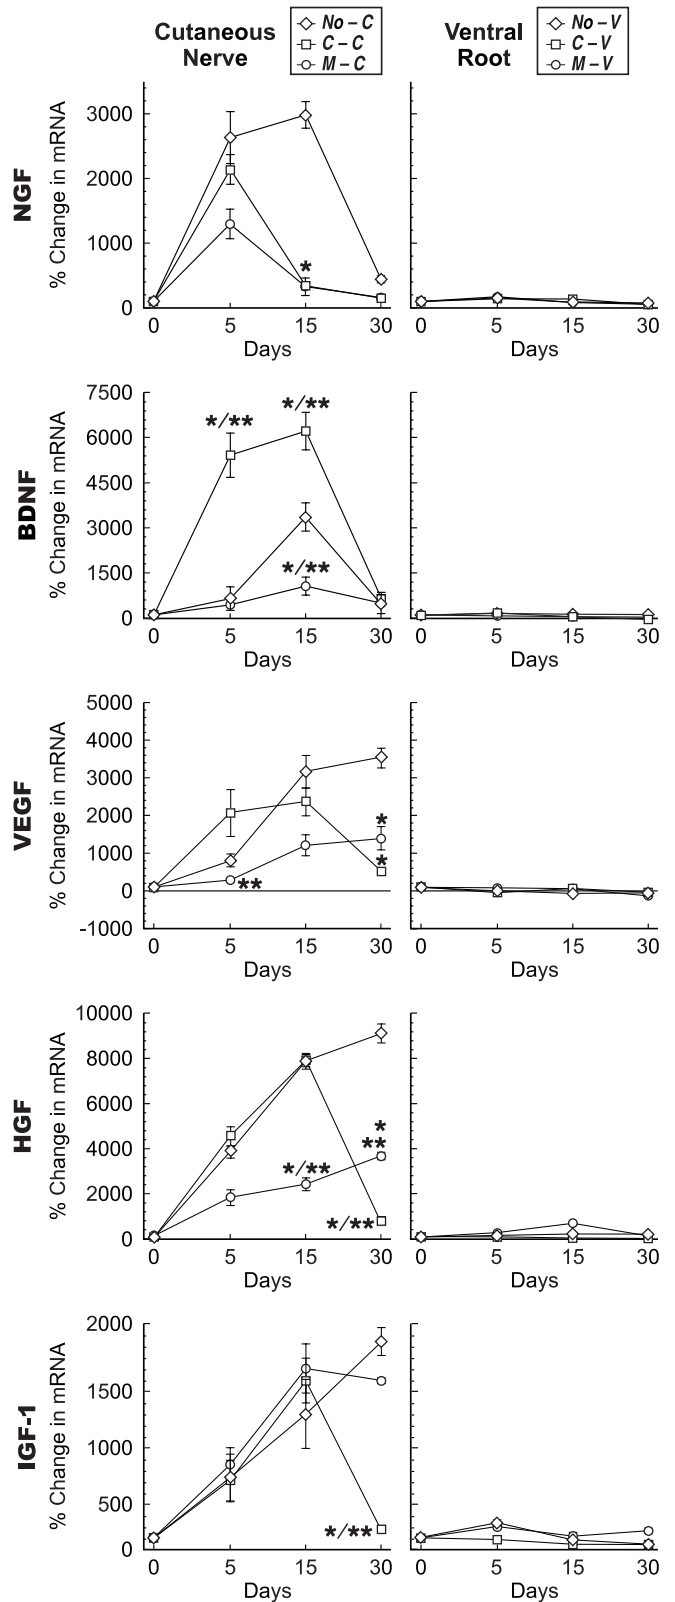 Cutaneous Nerve
No – C
C – C
M – C
Ventral Root
No – V
C – V
M – V
NGF
% Change in mRNA
3000
2000
1000
0
*
0 5 15 30
Days
0 5 15 30
Days
BDNF
% Change in mRNA
7500
6000
4500
3000
1500
0
*/**
*/**
*/**
0 5 15 30
Days
0 5 15 30
Days
VEGF
% Change in mRNA
5000
4000
3000
2000
1000
0
-1000
**
*
*
0 5 15 30
Days
0 5 15 30
Days
HGF
% Change in mRNA
10000
8000
6000
4000
2000
0
*/**
*
**
*/**
0 5 15 30
Days
0 5 15 30
Days
IGF-1
% Change in mRNA
2000
1500
1000
500
0
*/**
0 5 15 30
Days
0 5 15 30
Days